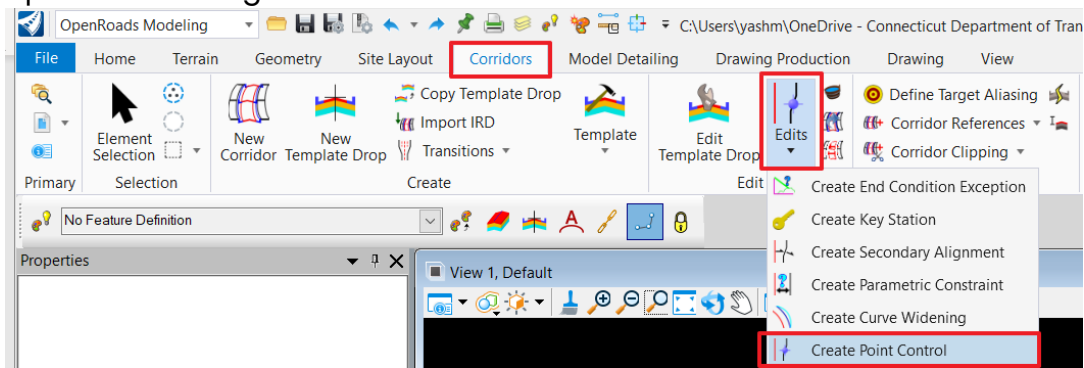 OpenRoads Modeling
C:\Users\yashm\OneDrive - Connecticut Department of Tran
File Home Terrain Geometry Site Layout Corridors Model Detailing Drawing Production Drawing View
Element Selection
New Corridor
New Template Drop
Copy Template Drop
Import IRD
Transitions
Template
Edit Template Drop
Edits
Define Target Aliasing
Corridor References
Corridor Clipping
Primary Selection Create Edit
Create End Condition Exception
Create Key Station
Create Secondary Alignment
Create Parametric Constraint
Create Curve Widening
Create Point Control
No Feature Definition
Properties
View 1, Default